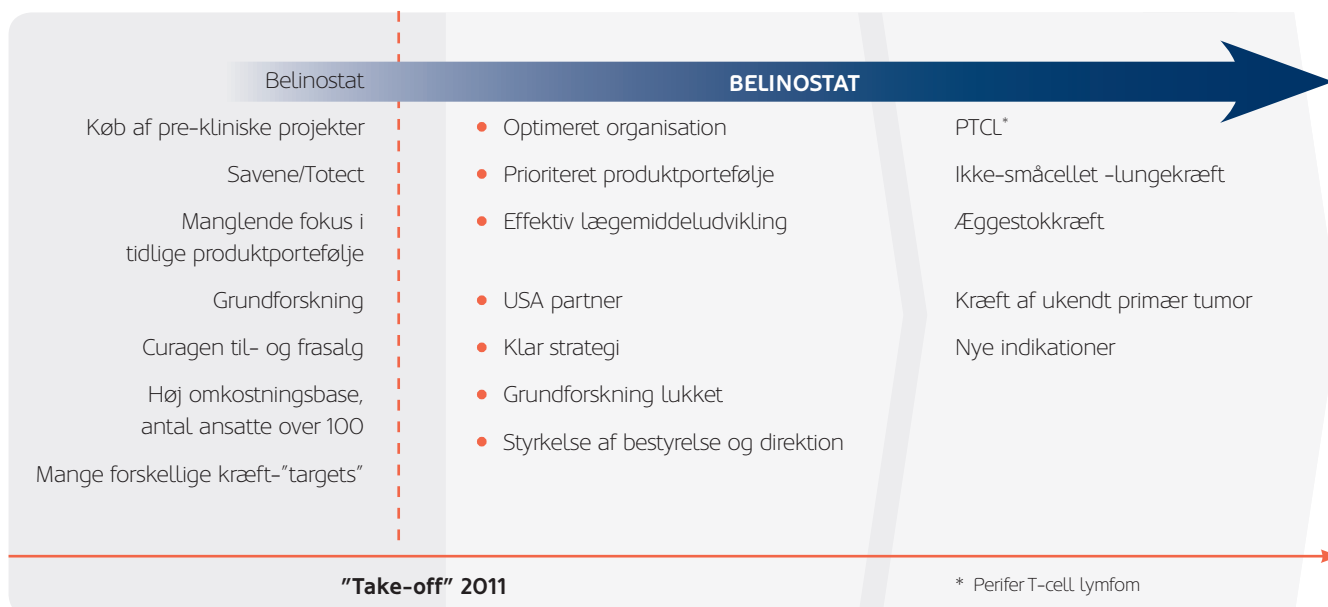 Belinostat
Køb af pre-kliniske projekter
Savene/Totect
Manglende fokus i
tidlige produktportefølje
Grundforskning
Curagen til- og frasalg
Høj omkostningsbase,
antal ansatte over 100
Mange forskellige kræft-"targets"
BELINOSTAT
• Optimeret organisation
• Prioriteret produktportefølje
• Effektiv lægemiddeludvikling
• USA partner
• Klar strategi
• Grundforskning lukket
• Styrkelse af bestyrelse og direktion
PTCL*
Ikke-småcellet -lungekræft
Æggestokkræft
Kræft af ukendt primær tumor
Nye indikationer
"Take-off" 2011
* Perifer T-cell lymfom